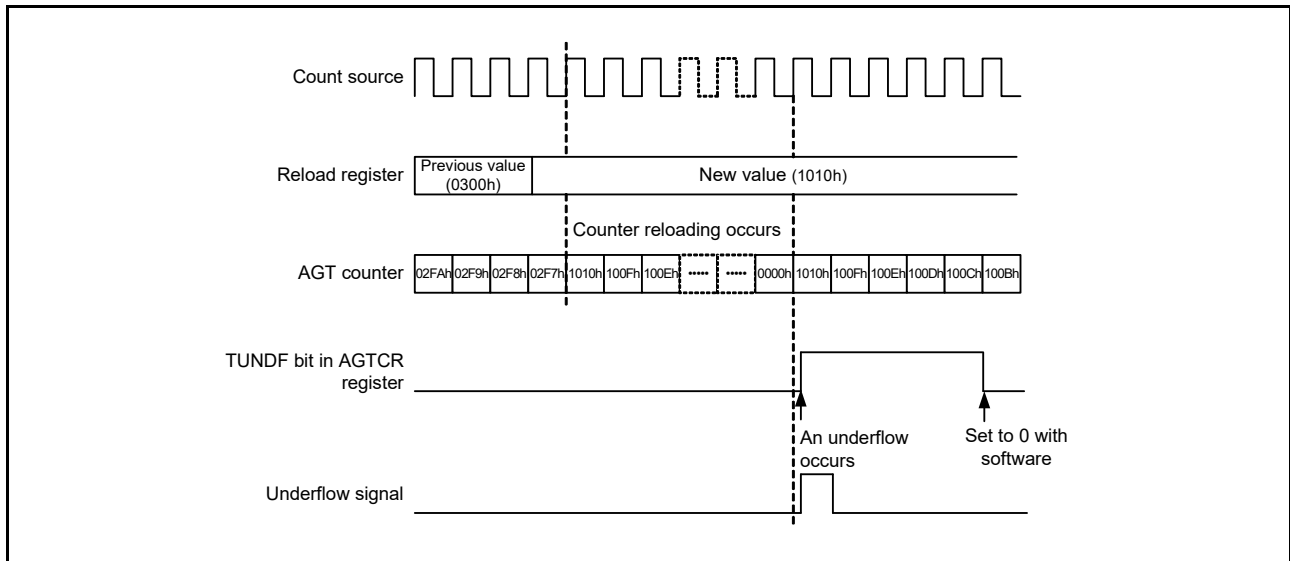 Count source
Reload register
Previous value
(0300h)
New value (1010h)
Counter reloading occurs
AGT counter
02FAh 02F9h 02F8h 02F7h 1010h 100Fh 100Eh ····· ····· 0000h 1010h 100Fh 100Eh 100Dh 100Ch 100Bh
TUNDF bit in AGTCR
register
An underflow
occurs
Set to 0 with
software
Underflow signal